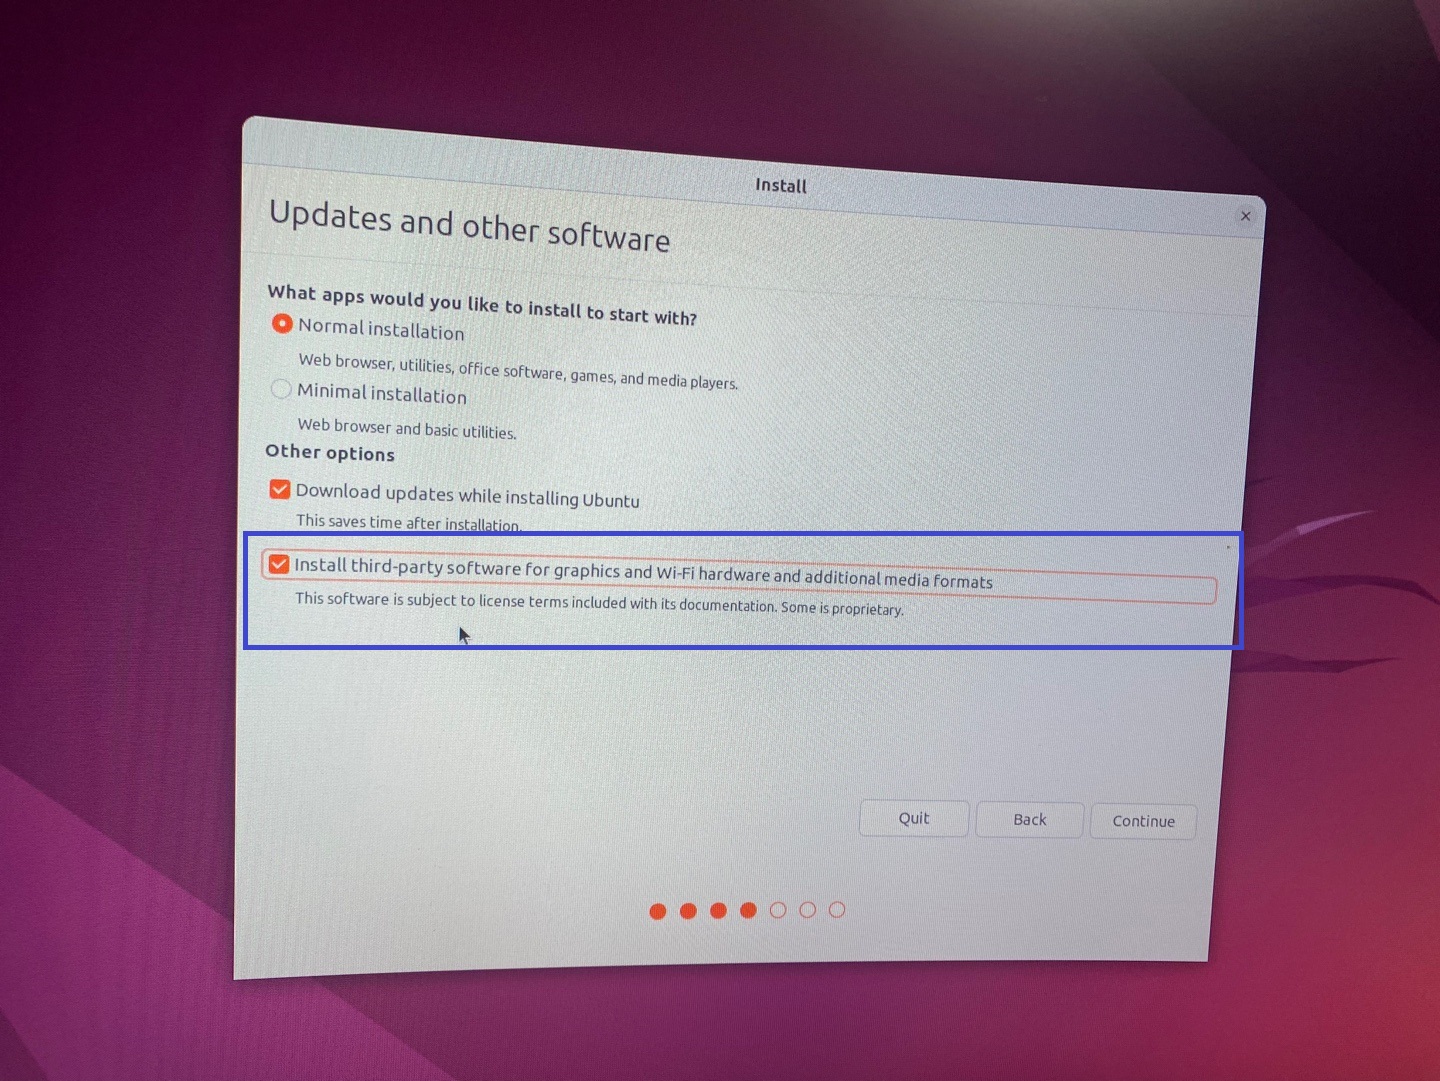 Install
Updates and other software
What apps would you like to install to start with?
Normal installation
Web browser, utilities, office software, games, and media players.
Minimal installation
Web browser and basic utilities.
Other options
Download updates while installing Ubuntu
This saves time after installation.
Install third-party software for graphics and Wi-Fi hardware and additional media formats
This software is subject to license terms included with its documentation. Some is proprietary.
Quit
Back
Continue